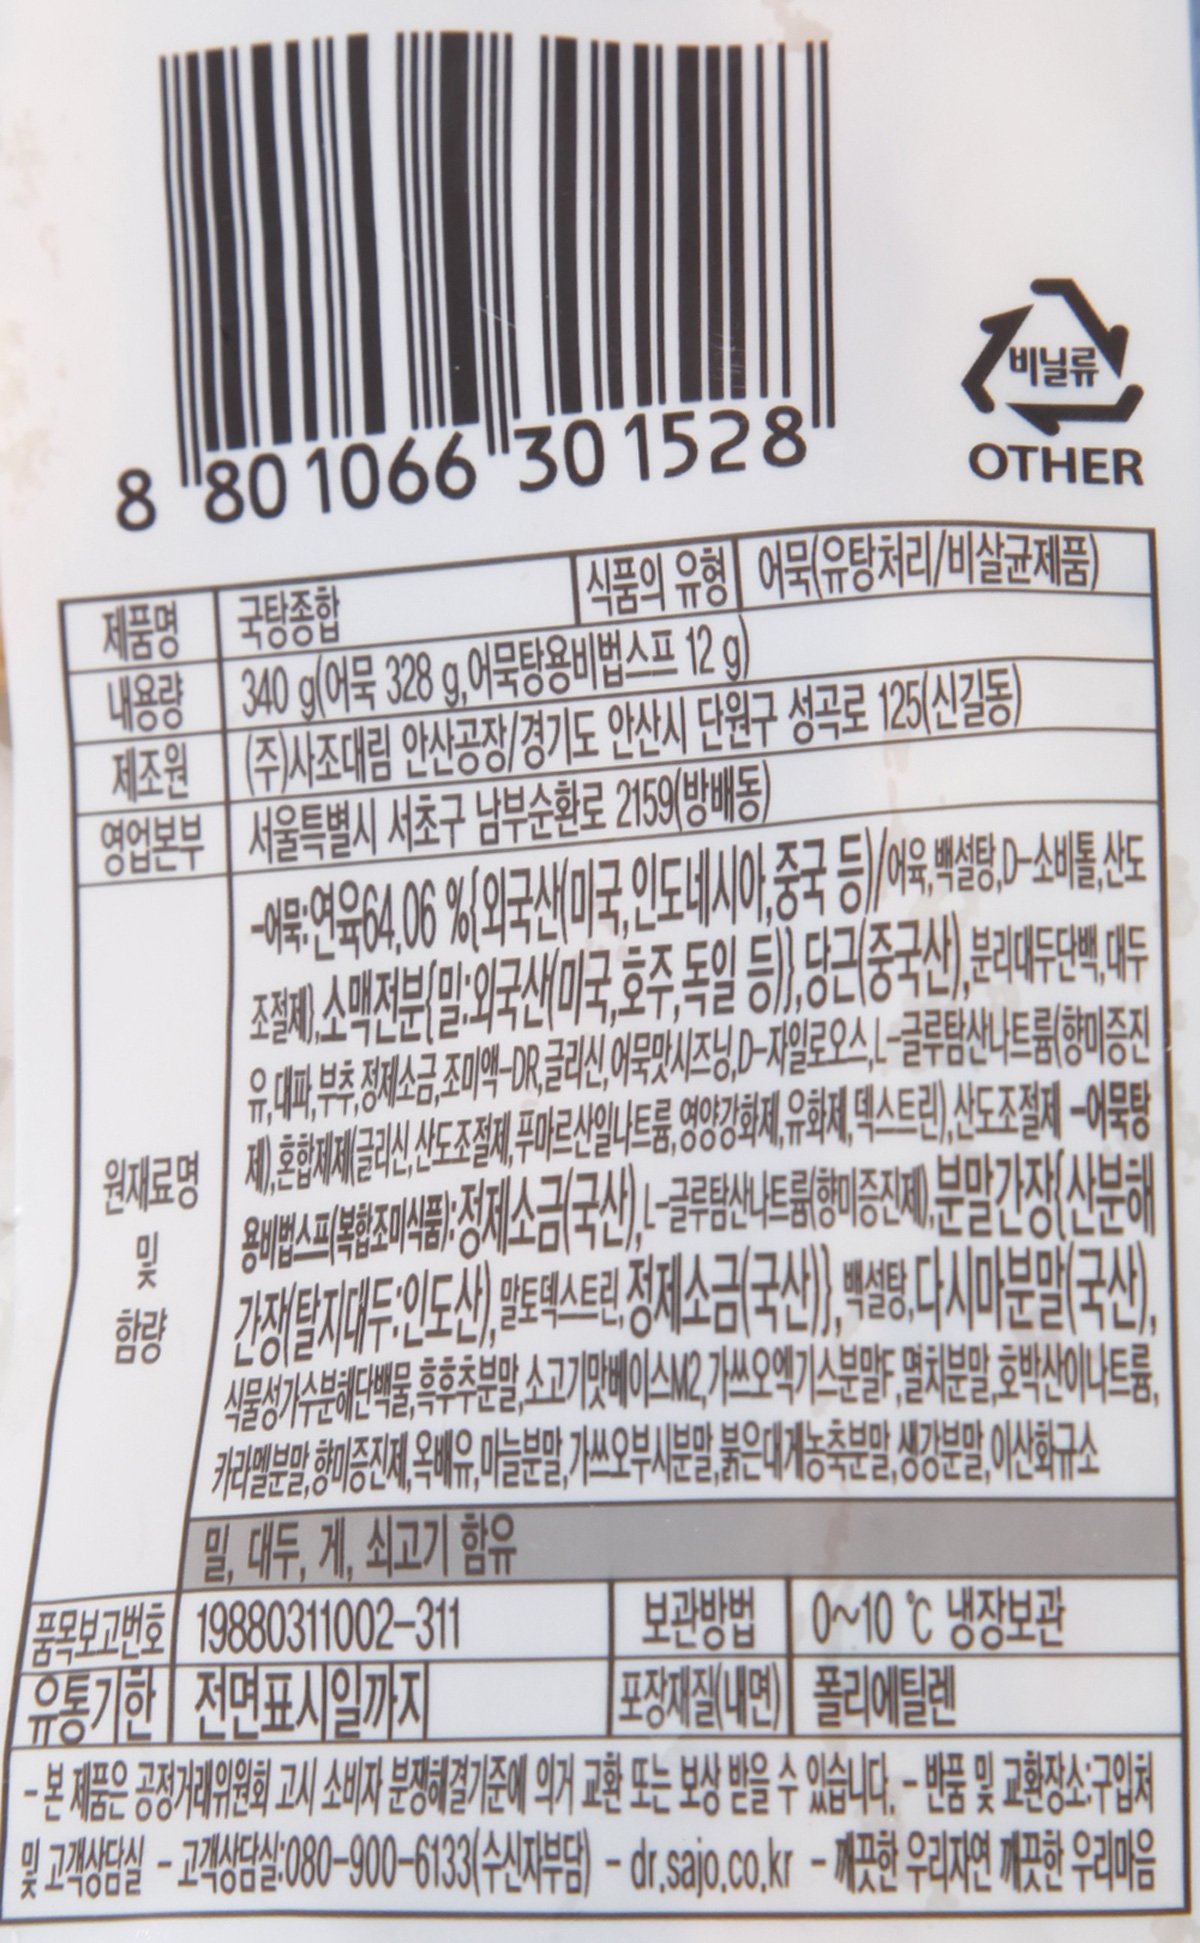 비닐류
OTHER
8 801066 301528
제품명 국탕종합 식품의 유형 어묵(유탕처리/비살균제품)
내용량 340 g(어묵 328 g,어묵탕용비법스프 12 g)
제조원 (주)사조대림 안산공장/경기도 안산시 단원구 성곡로 125(신길동)
영업본부 서울특별시 서초구 남부순환로 2159(방배동)
원재료명 및 함량
-어묵:연육64.06 %{외국산(미국,인도네시아,중국 등)/어육,백설탕,D-소비톨,산도
조절제},소맥전분{밀:외국산(미국,호주,독일 등)},당근(중국산),분리대두단백,대두
유,대파,부추,정제소금,조미액-DR,글리신,어묵맛시즈닝,D-자일로오스,L-글루탐산나트륨(향미증진
제),혼합제제(글리신,산도조절제,푸마르산일나트륨,영양강화제,유화제,덱스트린),산도조절제 -어묵탕
용비법스프(복합조미식품):정제소금(국산),L-글루탐산나트륨(향미증진제),분말간장{산분해
간장(탈지대두:인도산),말토덱스트린,정제소금(국산)},백설탕,다시마분말(국산),
식물성가수분해단백물,흑후추분말,소고기맛베이스M2,가쓰오엑기스분말F,멸치분말,호박산이나트륨,
카라멜분말,향미증진제,옥배유,마늘분말,가쓰오부시분말,붉은대게농축분말,생강분말,이산화규소
밀, 대두, 게, 쇠고기 함유
품목보고번호 19880311002-311 보관방법 0~10 ℃ 냉장보관
유통기한 전면표시일까지 포장재질(내면) 폴리에틸렌
- 본 제품은 공정거래위원회 고시 소비자 분쟁해결기준에 의거 교환 또는 보상 받을 수 있습니다. - 반품 및 교환장소:구입처
및 고객상담실 - 고객상담실:080-900-6133(수신자부담) - dr.sajo.co.kr - 깨끗한 우리자연 깨끗한 우리마음